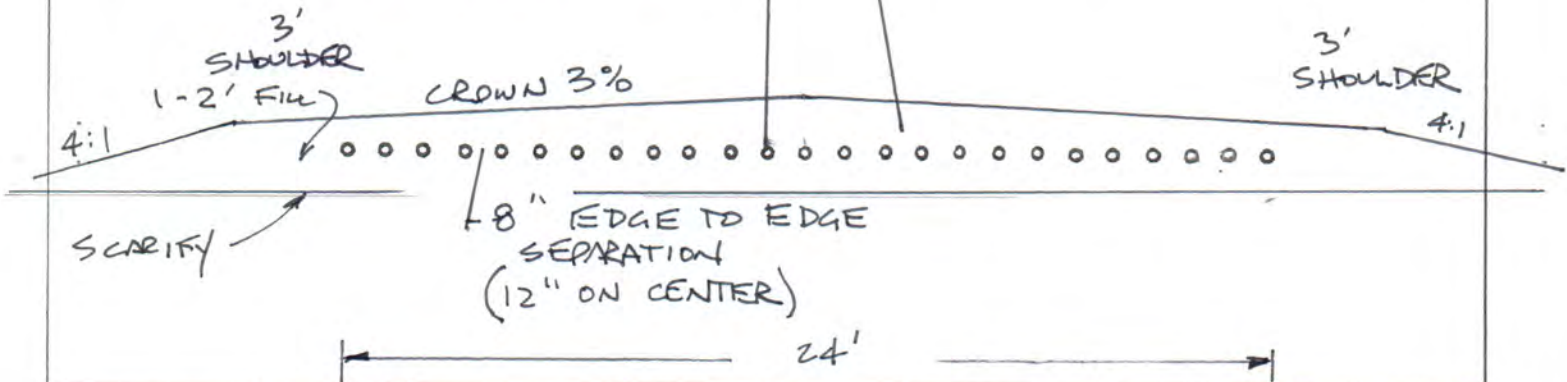 3'
SHOULDER
1-2' FILL
CROWN 3%
3'
SHOULDER
4:1
4:1
SCARIFY
8" EDGE TO EDGE
SEPARATION
(12" ON CENTER)
24'